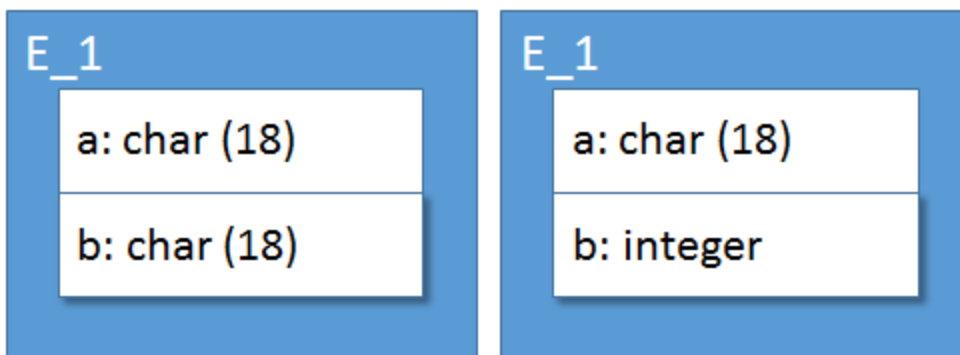 E_1
a: char (18)
b: char (18)
E_1
a: char (18)
b: integer